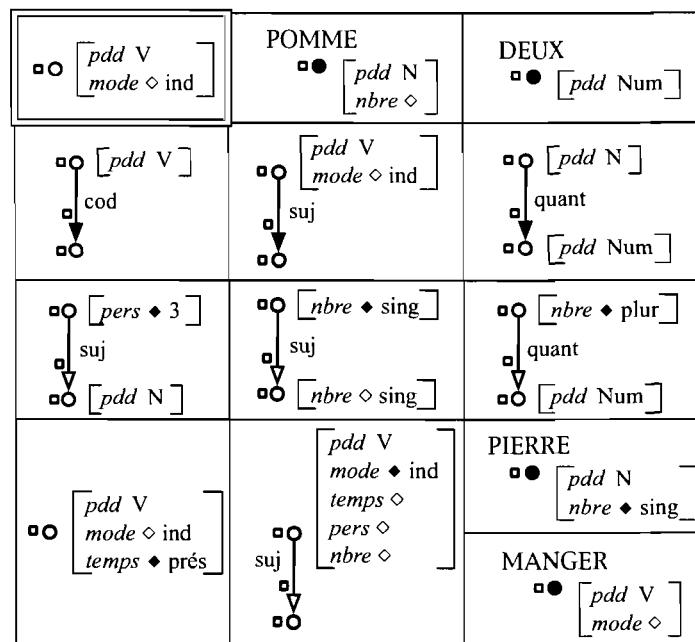 pdd V
mode ◇ ind
POMME
pdd N
nbre ◇
DEUX
pdd Num
pdd V
cod
pdd V
mode ◇ ind
suj
pdd N
quant
pdd Num
pers ◆ 3
suj
pdd N
nbre ◆ sing
suj
nbre ◇ sing
nbre ◆ plur
quant
pdd Num
pdd V
mode ◇ ind
temps ◆ prés
pdd V
mode ◆ ind
temps ◇
pers ◇
nbre ◇
suj
PIERRE
pdd N
nbre ◆ sing
MANGER
pdd V
mode ◇